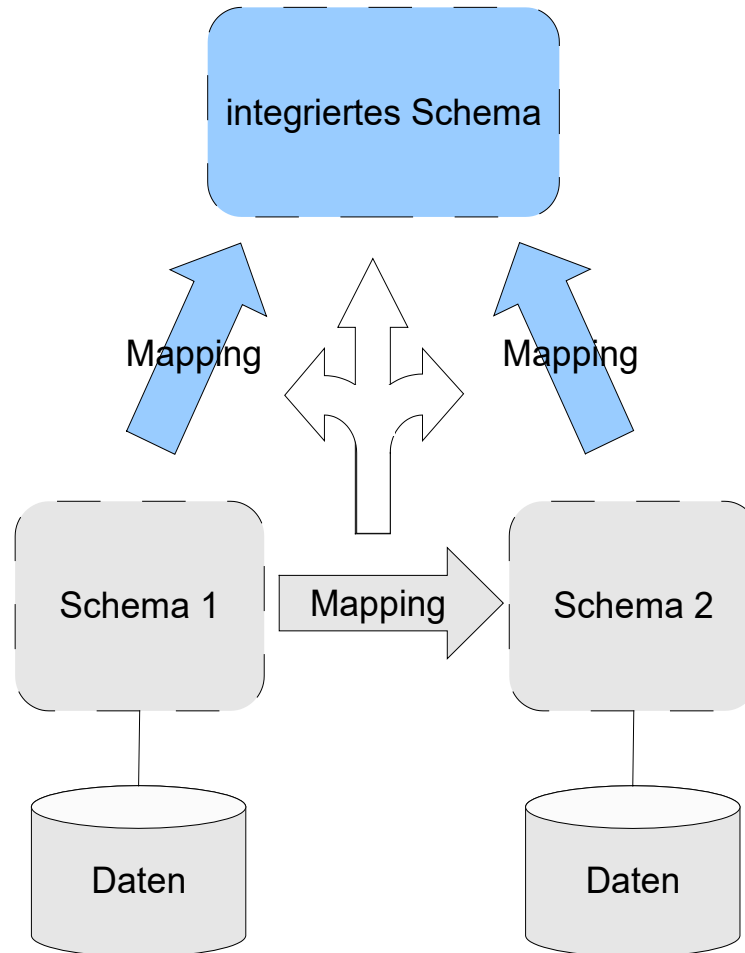 integriertes Schema
Mapping
Mapping
Schema 1
Mapping
Schema 2
Daten
Daten